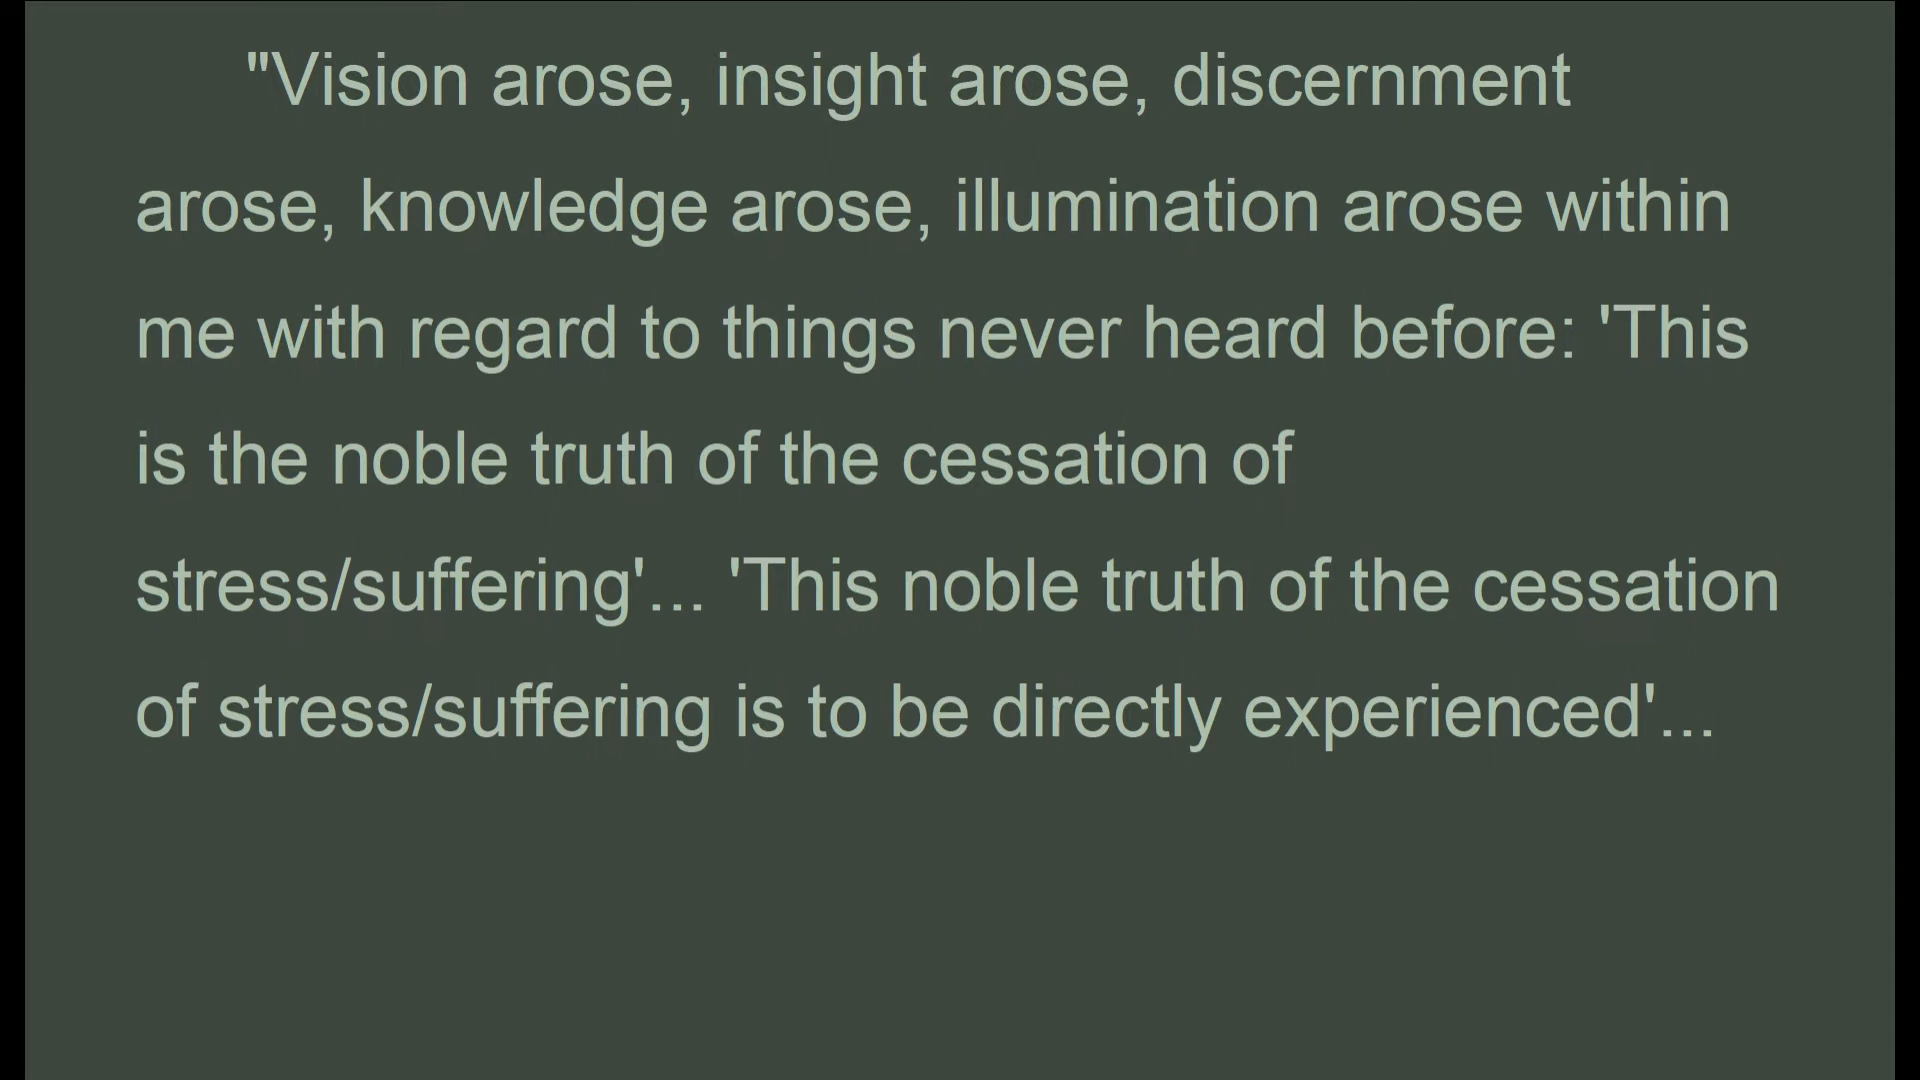 "Vision arose, insight arose, discernment
arose, knowledge arose, illumination arose within
me with regard to things never heard before: 'This
is the noble truth of the cessation of
stress/suffering'... 'This noble truth of the cessation
of stress/suffering is to be directly experienced'...